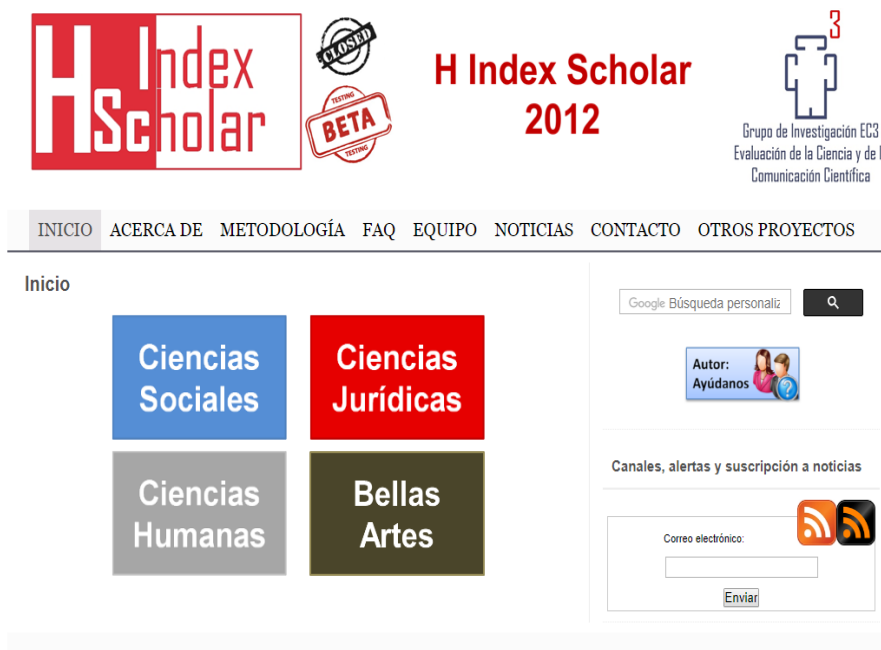 H Index
Scholar
CLOSED
TESTING
BETA
TESTING
H Index Scholar
2012
3
Grupo de Investigación EC3
Evaluación de la Ciencia y de l
Comunicación Científica
INICIO ACERCA DE METODOLOGÍA FAQ EQUIPO NOTICIAS CONTACTO OTROS PROYECTOS
Inicio
Ciencias
Sociales
Ciencias
Jurídicas
Ciencias
Humanas
Bellas
Artes
Google Búsqueda personaliz
Autor:
Ayúdanos
?
Canales, alertas y suscripción a noticias
Correo electrónico:
Enviar